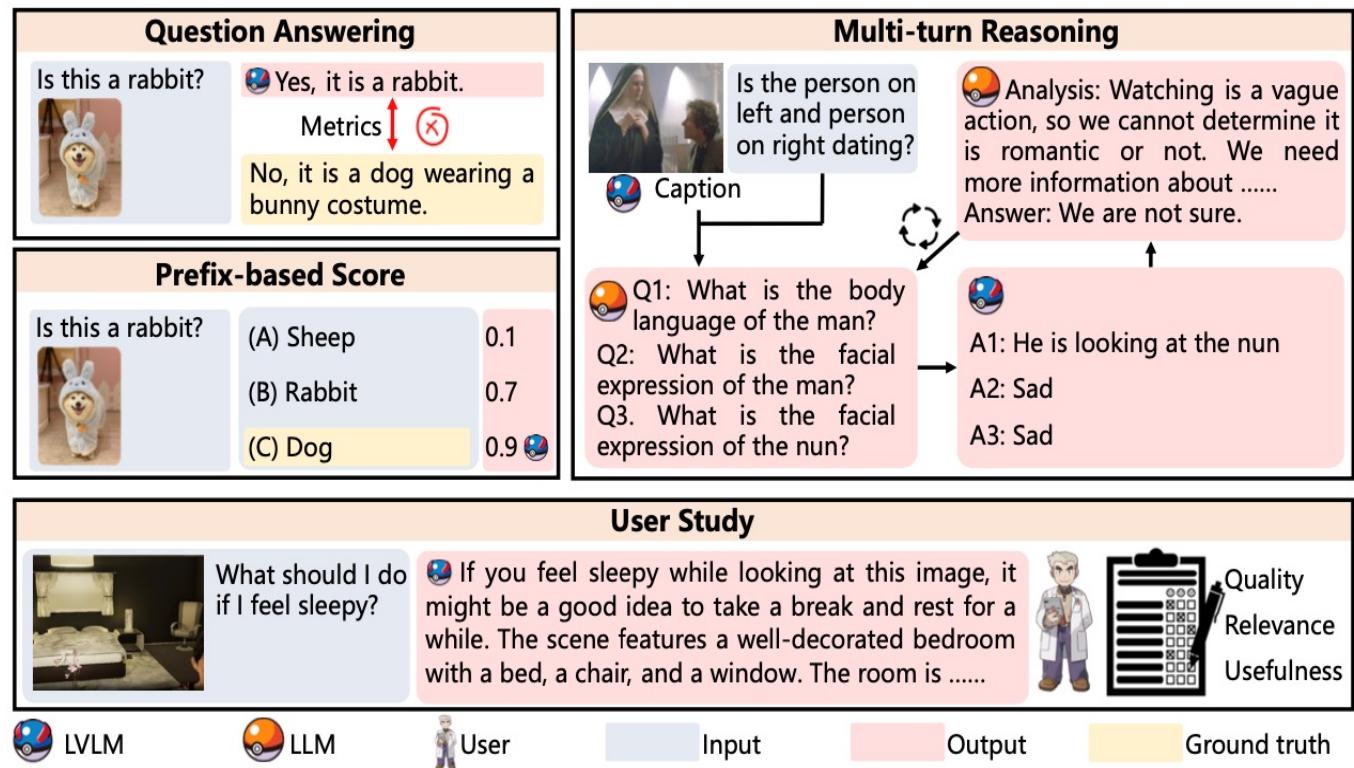 Question Answering
Is this a rabbit?
Yes, it is a rabbit.
Metrics
No, it is a dog wearing a
bunny costume.
Prefix-based Score
Is this a rabbit?
(A) Sheep
0.1
(B) Rabbit
0.7
(C) Dog
0.9
Multi-turn Reasoning
Is the person on
left and person
on right dating?
Caption
Q1: What is the body
language of the man?
Q2: What is the facial
expression of the man?
Q3. What is the facial
expression of the nun?
A1: He is looking at the nun
A2: Sad
A3: Sad
Analysis: Watching is a vague
action, so we cannot determine it
is romantic or not. We need
more information about ......
Answer: We are not sure.
User Study
What should I do
if I feel sleepy?
If you feel sleepy while looking at this image, it
might be a good idea to take a break and rest for a
while. The scene features a well-decorated bedroom
with a bed, a chair, and a window. The room is ......
Quality
Relevance
Usefulness
LVLM
LLM
User
Input
Output
Ground truth